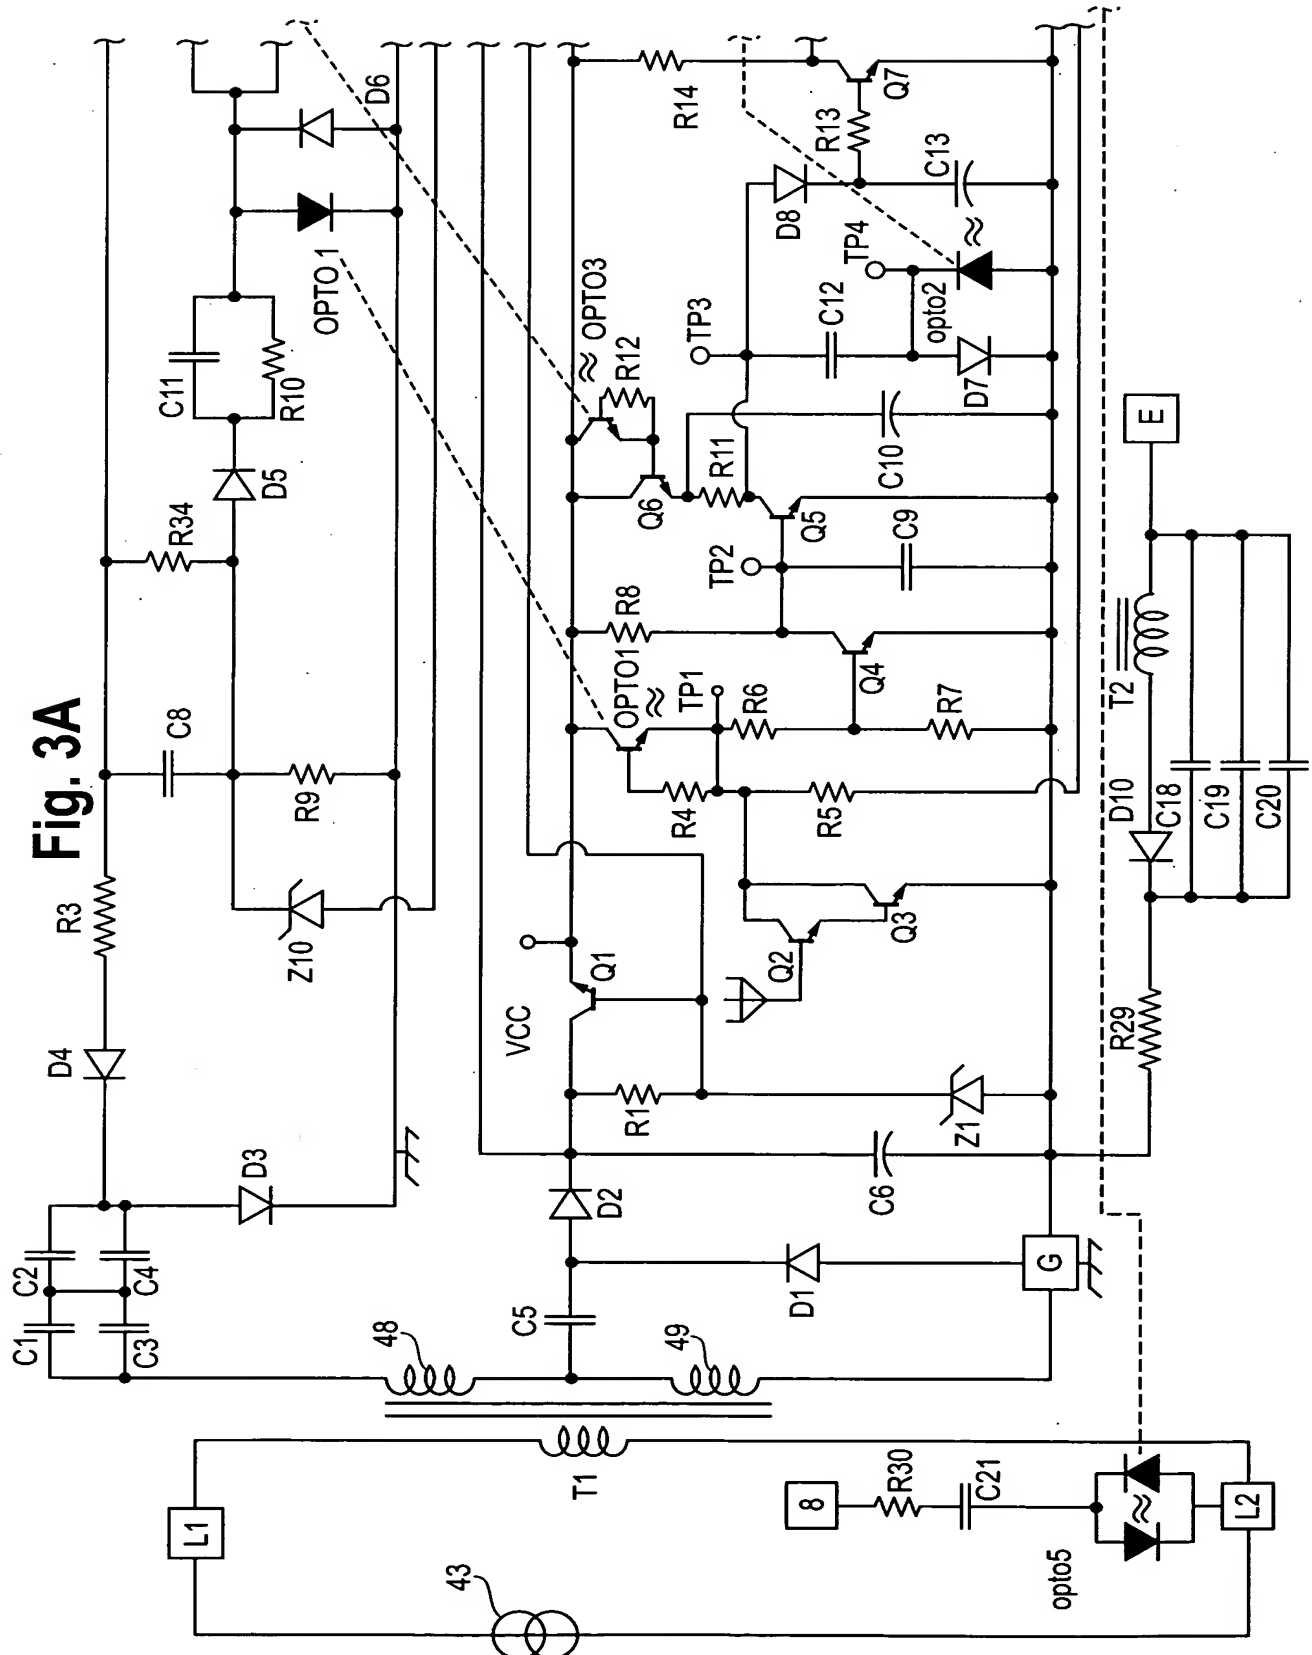 Fig. 3A
C1
C2
C3
C4
D3
D4
R3
C8
R9
Z10
R34
D5
C11
R10
OPTO 1
D6
48
49
43
T1
L1
L2
8
R30
C21
opto5
C5
D1
D2
G
C6
R1
Z1
VCC
Q1
Q2
Q3
R4
R5
OPTO1
TP1
R6
R7
R8
Q4
TP2
C9
Q5
Q6
R11
R12
OPTO3
C10
TP3
C12
D7
TP4
opto2
D8
C13
R13
Q7
R14
R29
D10
T2
C18
C19
C20
E